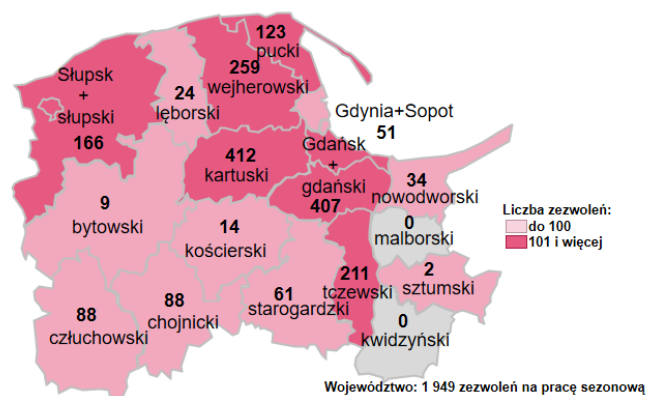 123
pucki
259
wejherowski
Słupsk
+
słupski
166
24
lęborski
Gdynia+Sopot
51
412
kartuski
Gdańsk
+
gdański
407
34
nowodworski
0
malborski
9
bytowski
14
kościerski
211
tczewski
2
sztumski
88
człuchowski
88
chojnicki
61
starogardzki
0
kwidzyński
Liczba zezwoleń:
do 100
101 i więcej
Województwo: 1 949 zezwoleń na pracę sezonową